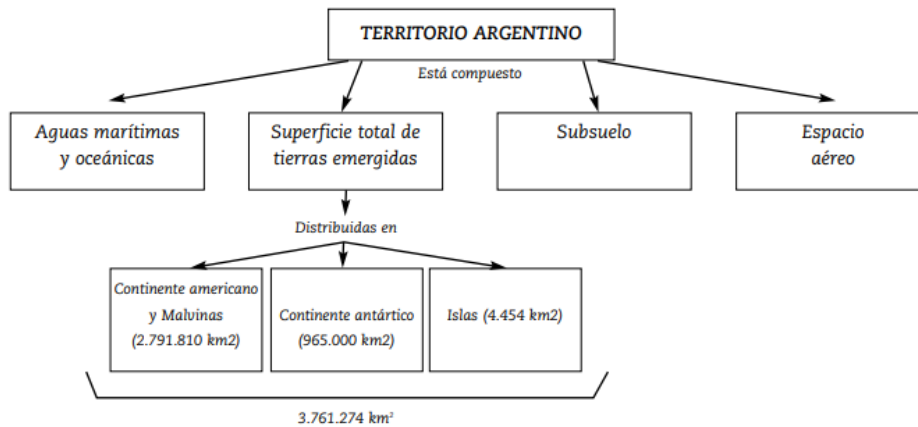 TERRITORIO ARGENTINO
Está compuesto
Aguas marítimas
y oceánicas
Superficie total de
tierras emergidas
Subsuelo
Espacio
aéreo
Distribuidas en
Continente americano
y Malvinas
(2.791.810 km2)
Continente antártico
(965.000 km2)
Islas (4.454 km2)
3.761.274 km²